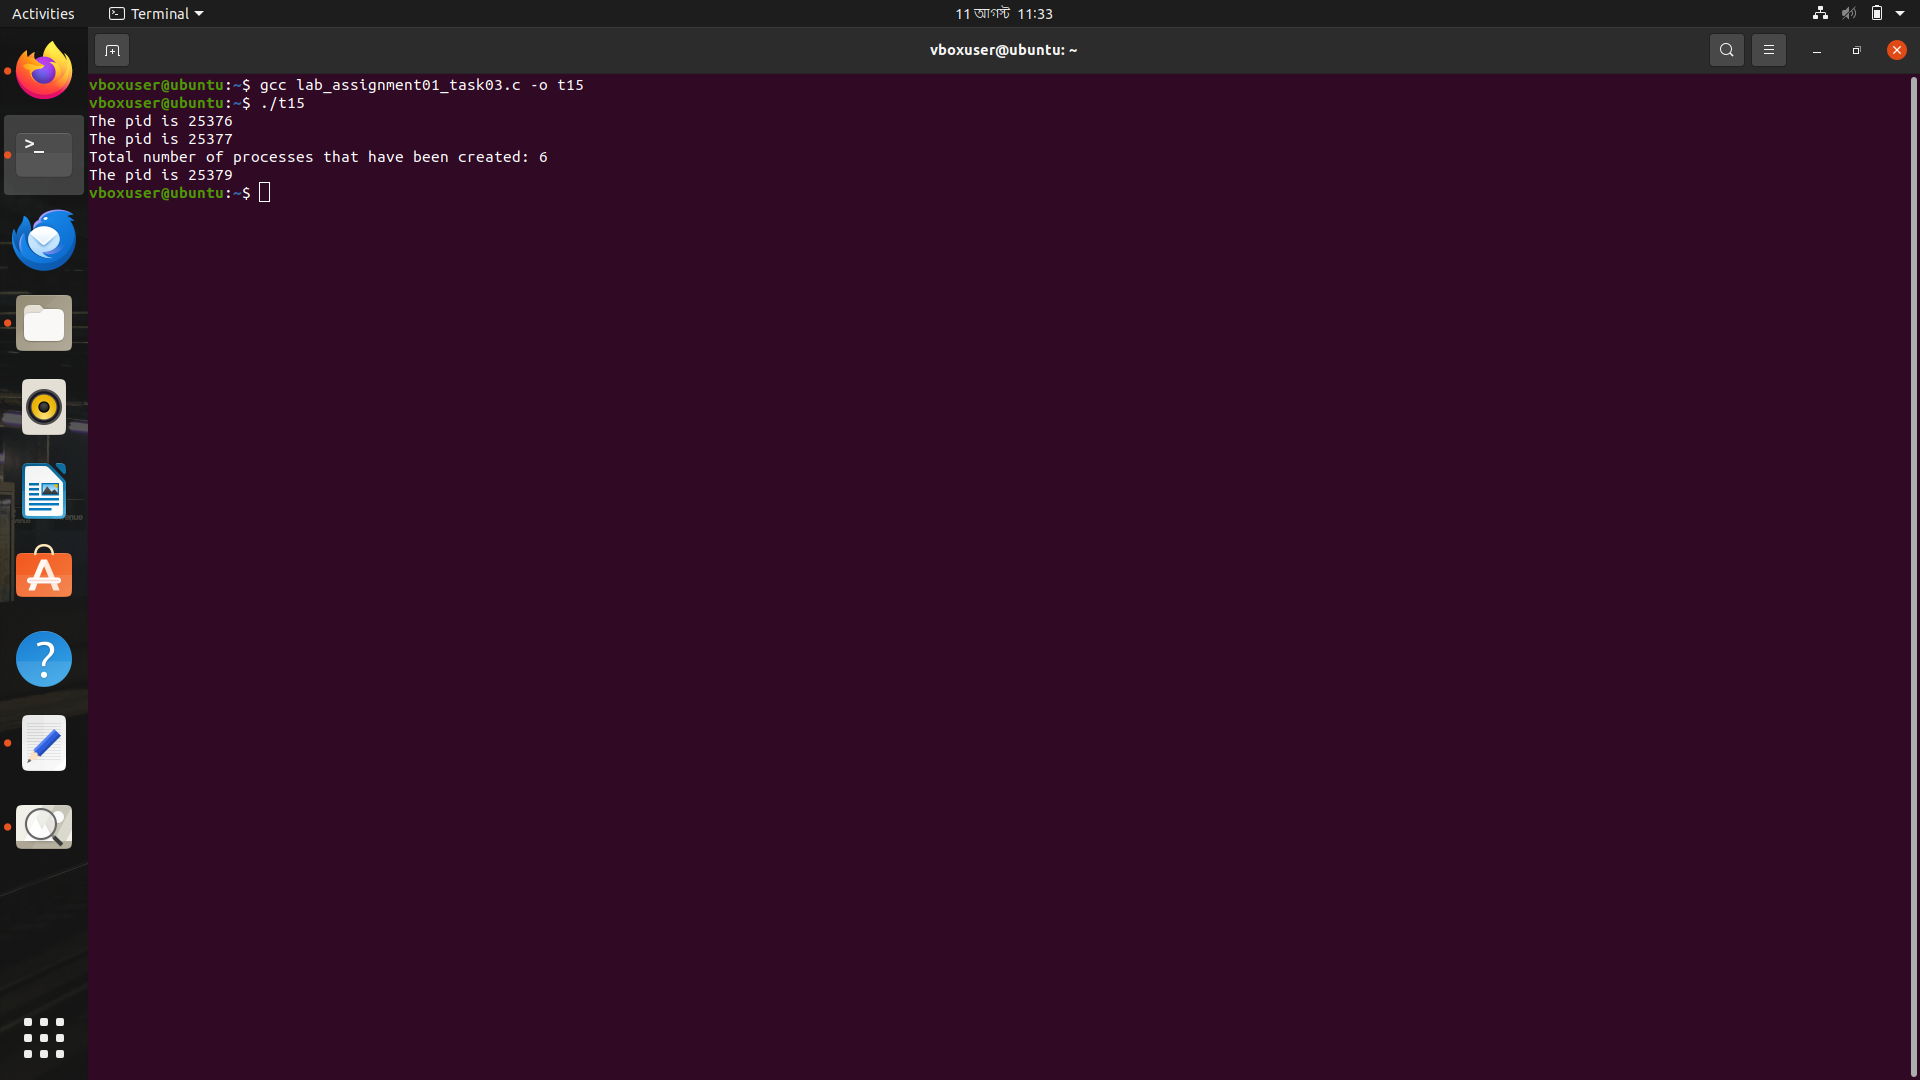 Activities Terminal 11 আগস্ট 11:33
vboxuser@ubuntu: ~
vboxuser@ubuntu:~$ gcc lab_assignment01_task03.c -o t15
vboxuser@ubuntu:~$ ./t15
The pid is 25376
The pid is 25377
Total number of processes that have been created: 6
The pid is 25379
vboxuser@ubuntu:~$